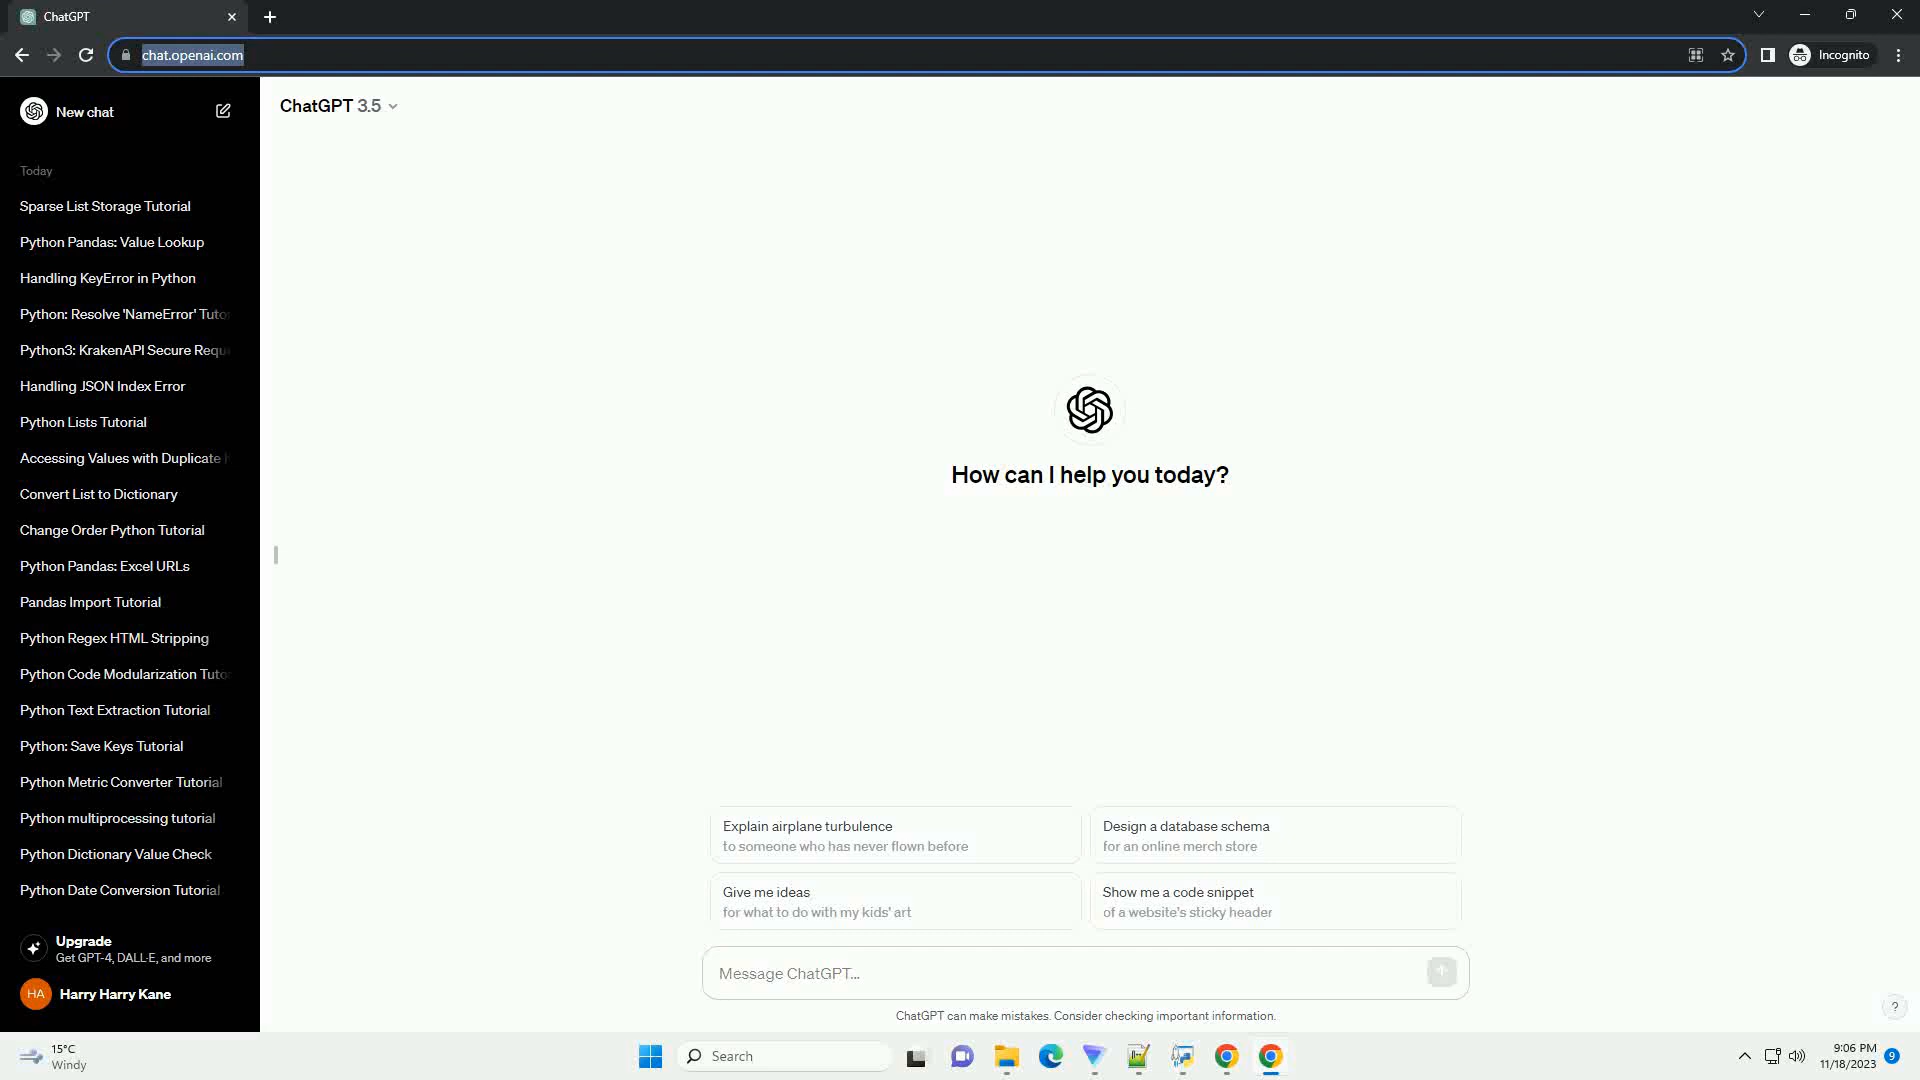 ChatGPT
chat.openai.com
Incognito
New chat
ChatGPT 3.5
Today
Sparse List Storage Tutorial
Python Pandas: Value Lookup
Handling KeyError in Python
Python: Resolve 'NameError' Tuto
Python3: KrakenAPI Secure Requ
Handling JSON Index Error
Python Lists Tutorial
Accessing Values with Duplicate
Convert List to Dictionary
Change Order Python Tutorial
Python Pandas: Excel URLs
Pandas Import Tutorial
Python Regex HTML Stripping
Python Code Modularization Tuto
Python Text Extraction Tutorial
Python: Save Keys Tutorial
Python Metric Converter Tutorial
Python multiprocessing tutorial
Python Dictionary Value Check
Python Date Conversion Tutorial
Upgrade
Get GPT-4, DALL·E, and more
HA
Harry Harry Kane
How can I help you today?
Explain airplane turbulence
to someone who has never flown before
Design a database schema
for an online merch store
Give me ideas
for what to do with my kids' art
Show me a code snippet
of a website's sticky header
Message ChatGPT...
ChatGPT can make mistakes. Consider checking important information.
?
15°C
Windy
Search
9:06 PM
11/18/2023
9